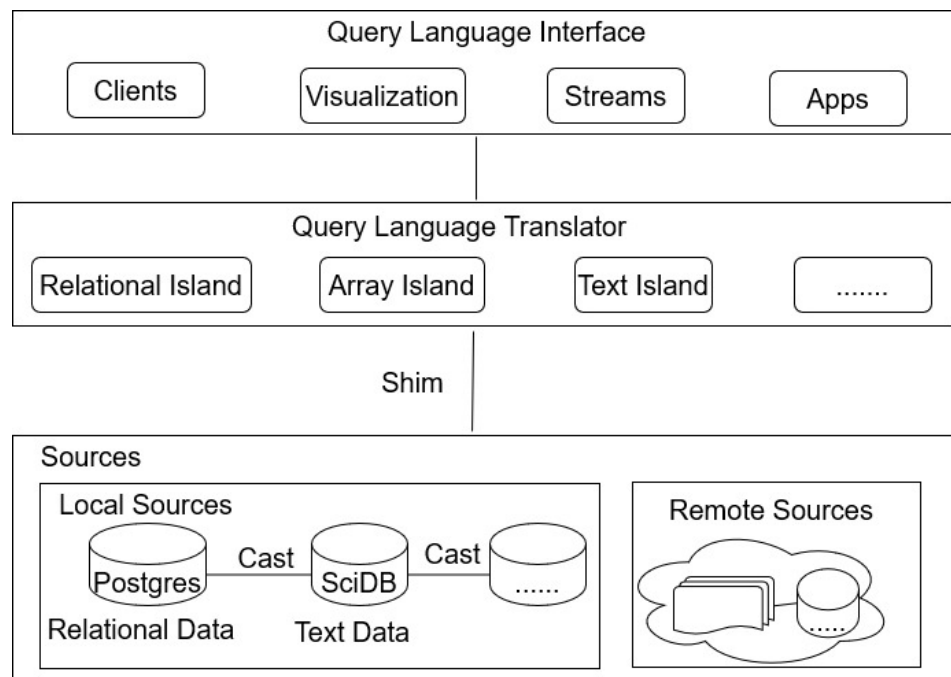 Query Language Interface
Clients
Visualization
Streams
Apps
Query Language Translator
Relational Island
Array Island
Text Island
.......
Shim
Sources
Local Sources
Postgres
Cast
SciDB
Cast
......
Relational Data
Text Data
Remote Sources
.....